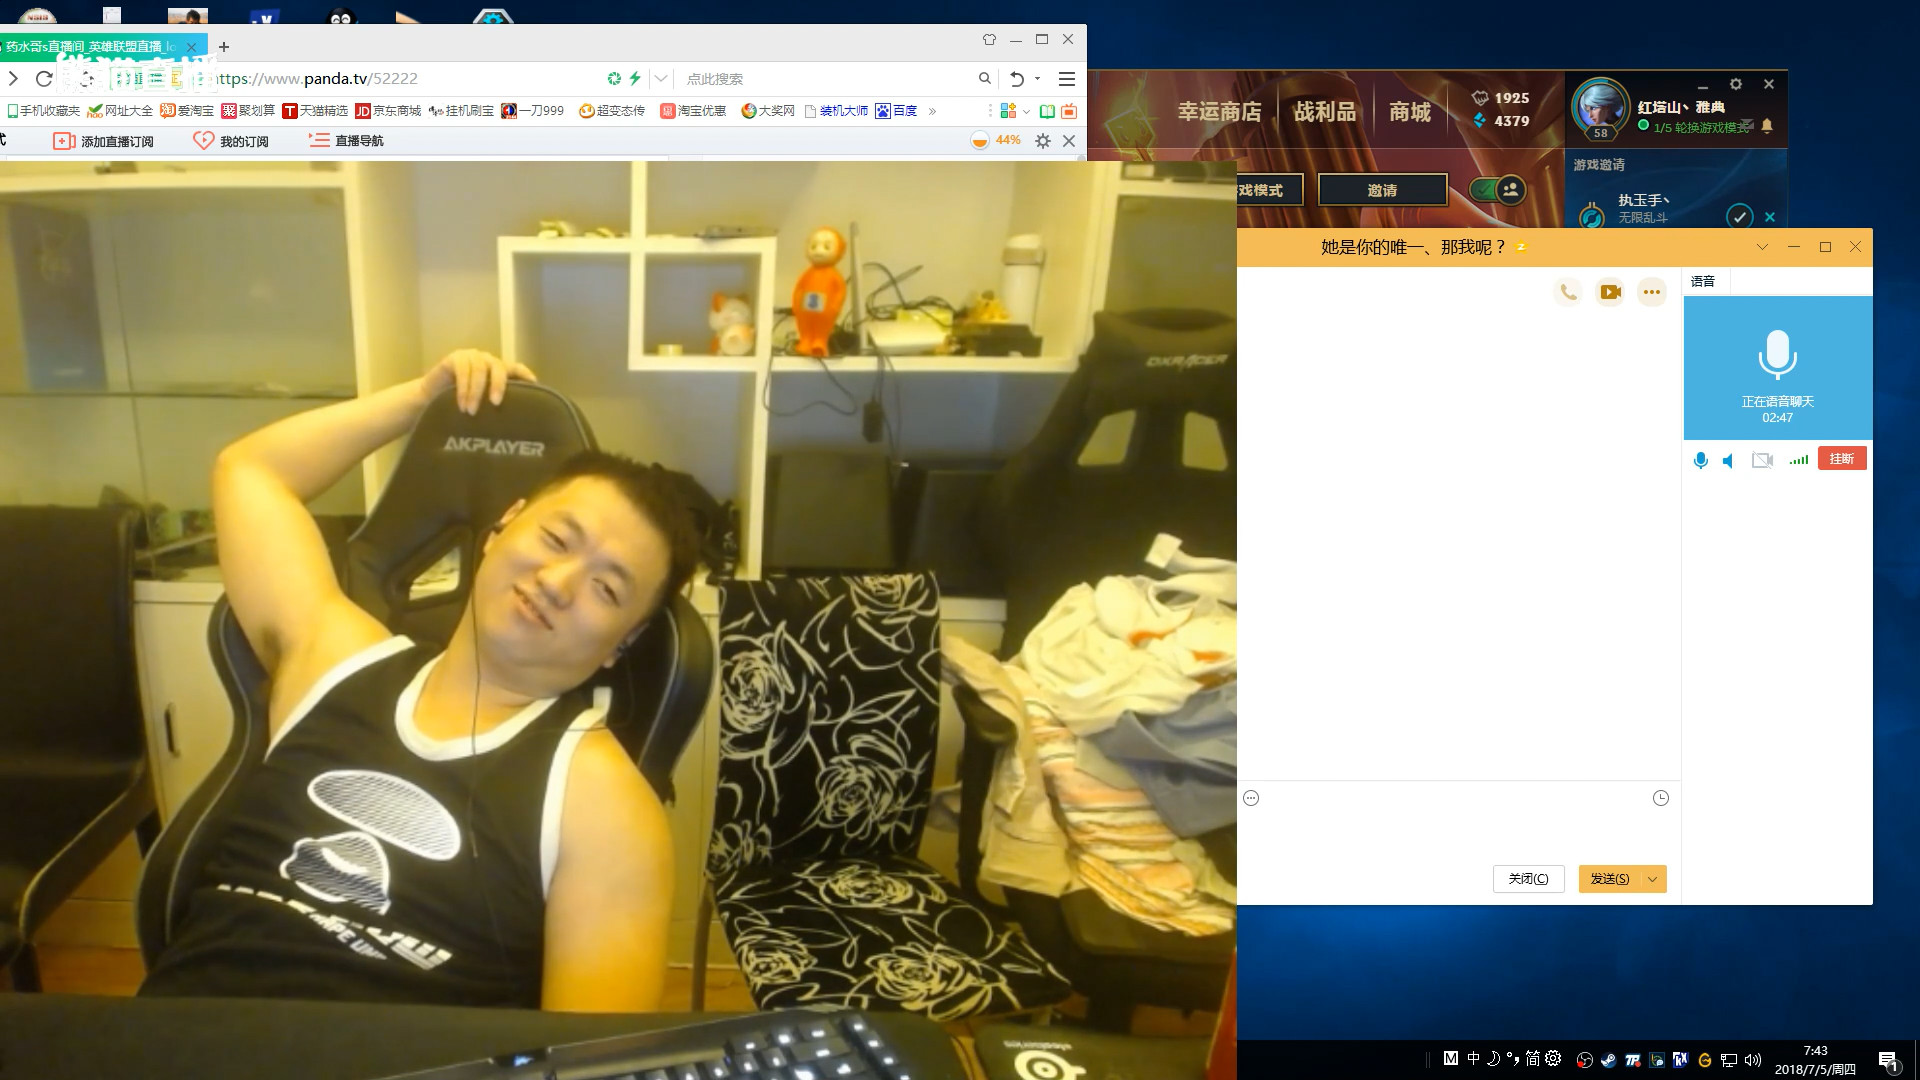 药水哥s直播间_英雄联盟直播_lo
熊猫直播
https://www.panda.tv/52222
点此搜索
手机收藏夹 网址大全 爱淘宝 聚划算 天猫精选 京东商城 挂机刷宝 一刀999 超变态传 淘宝优惠 大奖网 装机大师 百度 »
添加直播订阅 我的订阅 直播导航 44%
幸运商店 战利品 商城
1925
4379
58
红塔山丶雅典
1/5 轮换游戏模式
游戏邀请
执玉手丶
无限乱斗
戏模式 邀请
她是你的唯一、那我呢？
语音
正在语音聊天
02:47
挂断
关闭(C) 发送(S)
AKPLAYER
DXRACER
steelseries
M 中 简
7:43
2018/7/5/周四
1